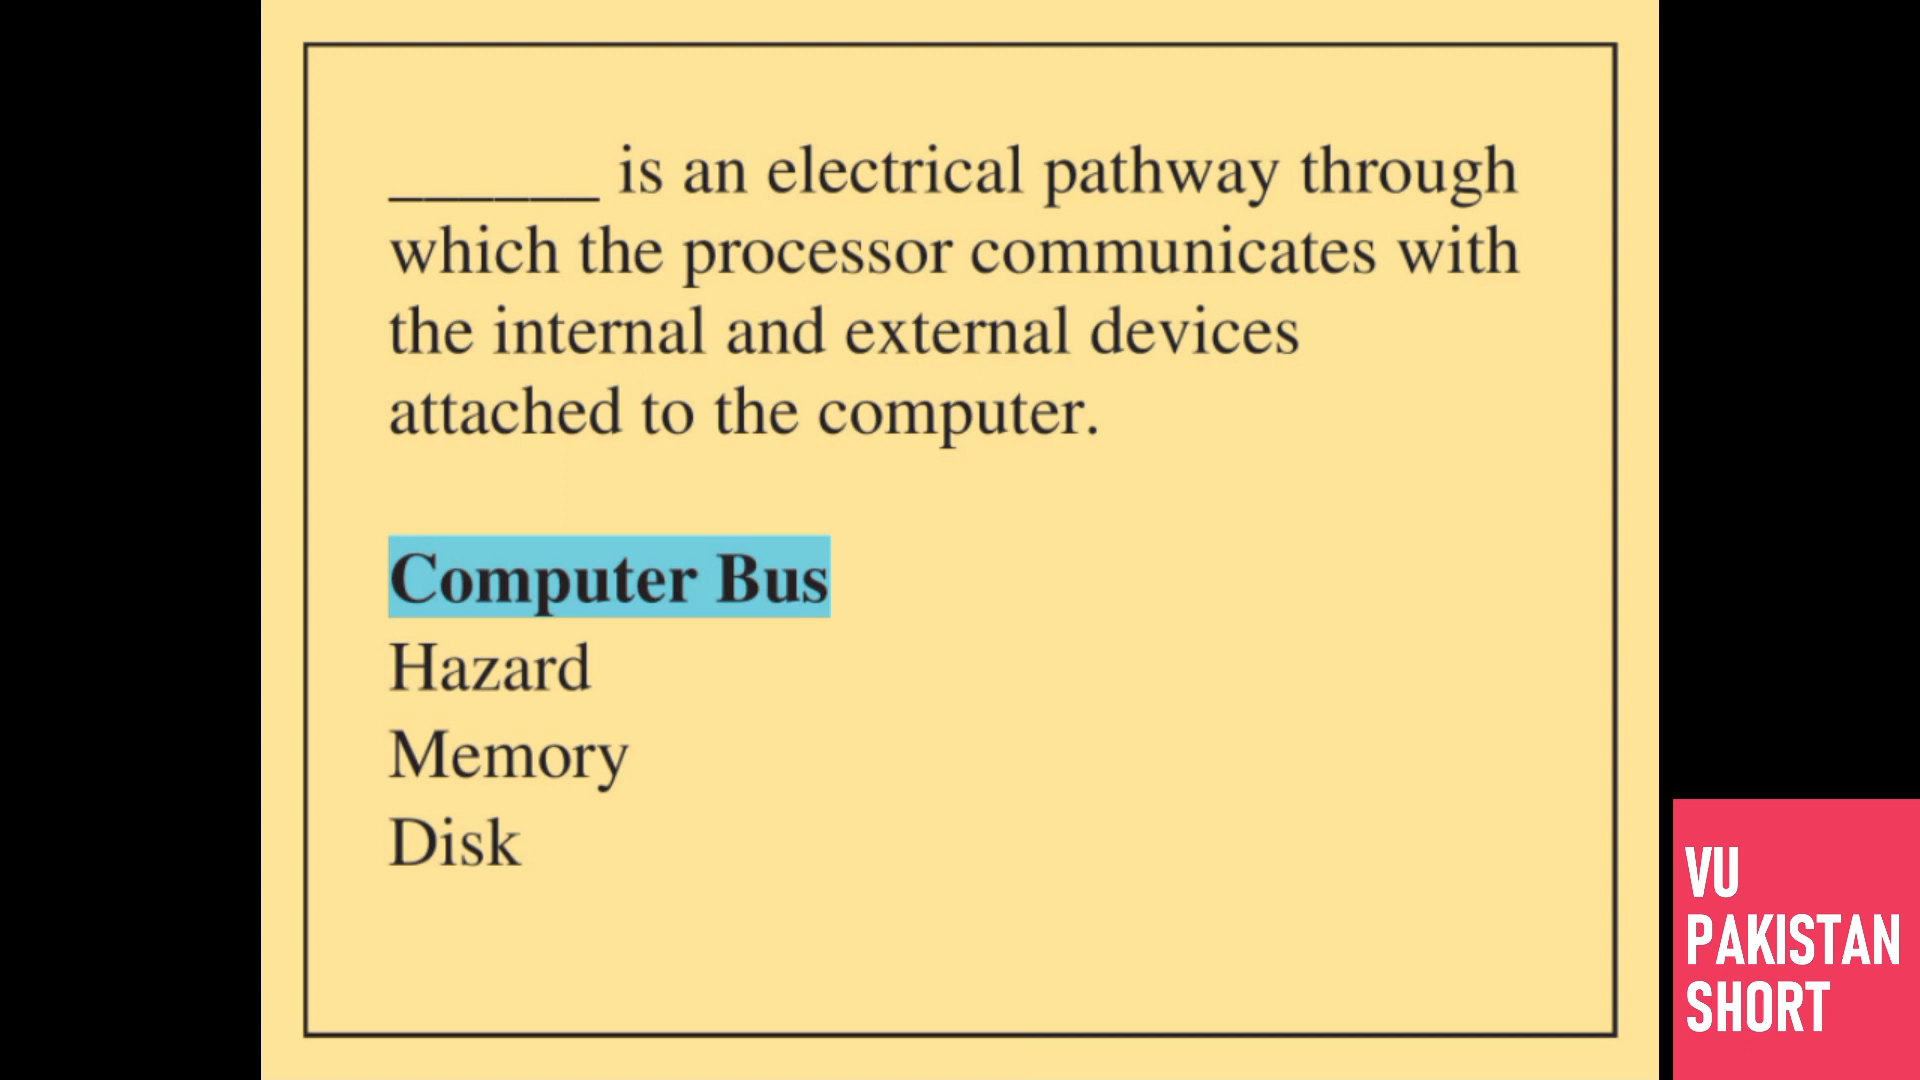 ______ is an electrical pathway through
which the processor communicates with
the internal and external devices
attached to the computer.
Computer Bus
Hazard
Memory
Disk
VU
PAKISTAN
SHORT